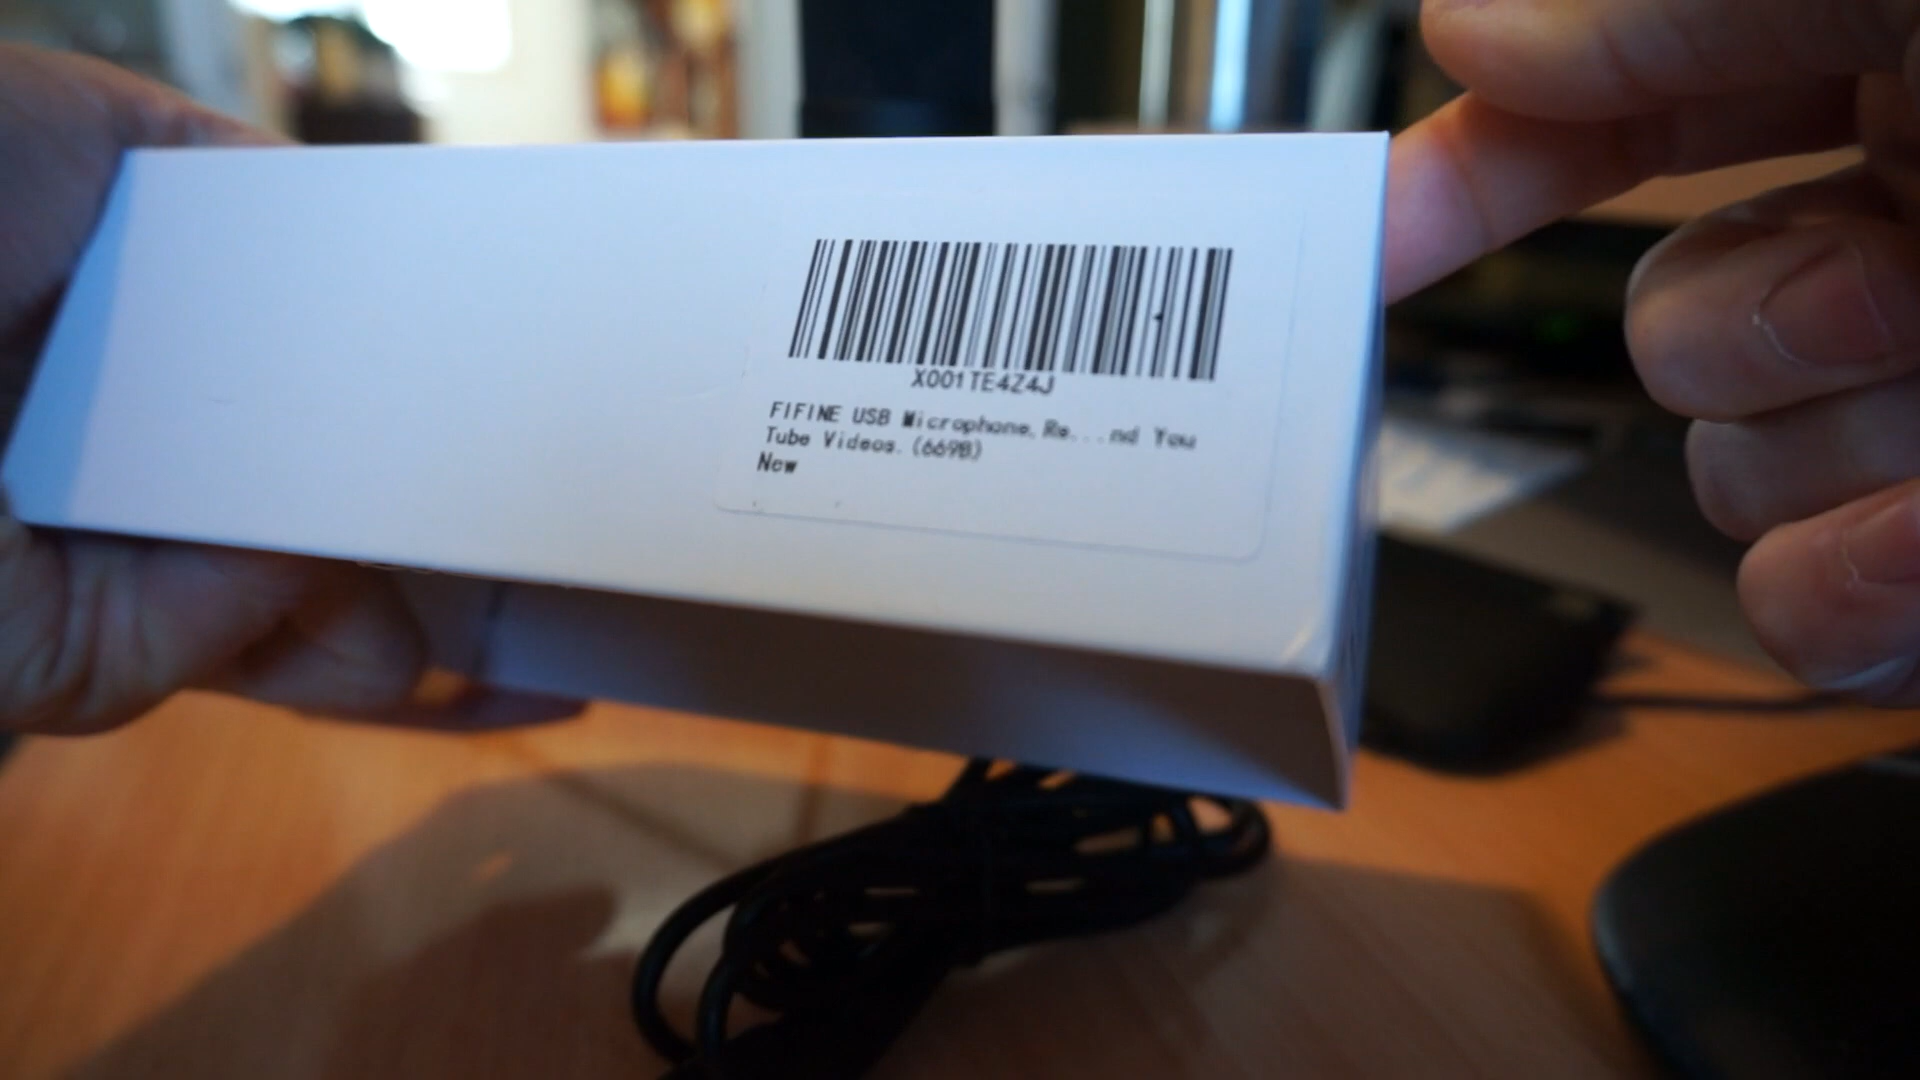 X001TE4Z4J
FIFINE USB Microphone,Re...nd You
Tube Videos.(669B)
New